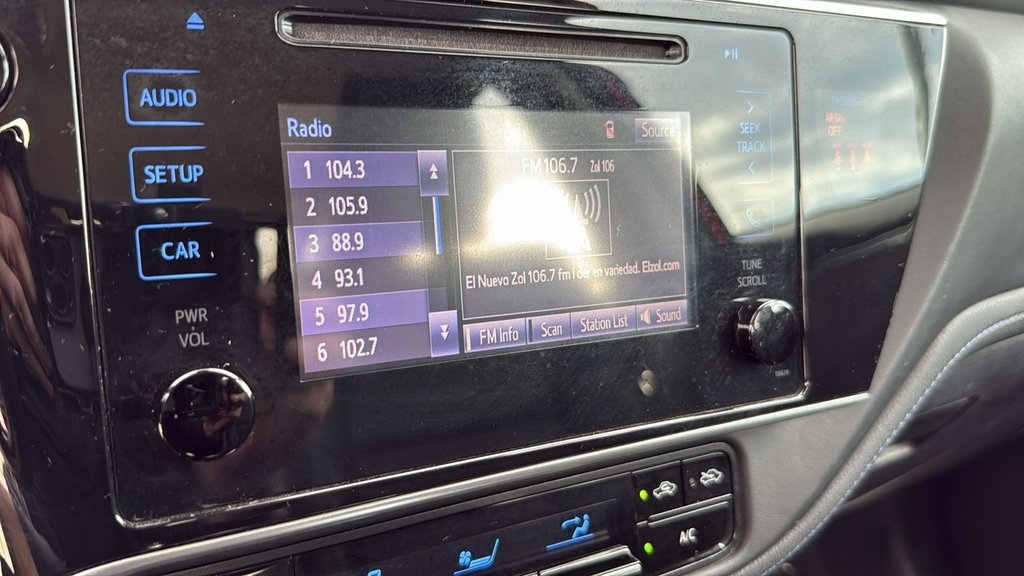 AUDIO
SETUP
CAR
PWR
VOL
Radio
Source
1 104.3
2 105.9
3 88.9
4 93.1
5 97.9
6 102.7
FM106.7 Zol 106
El Nuevo Zol 106.7 fm l der en variedad. Elzol.com
FM Info
Scan
Station List
Sound
SEEK
TRACK
TUNE
SCROLL
OFF
A/C